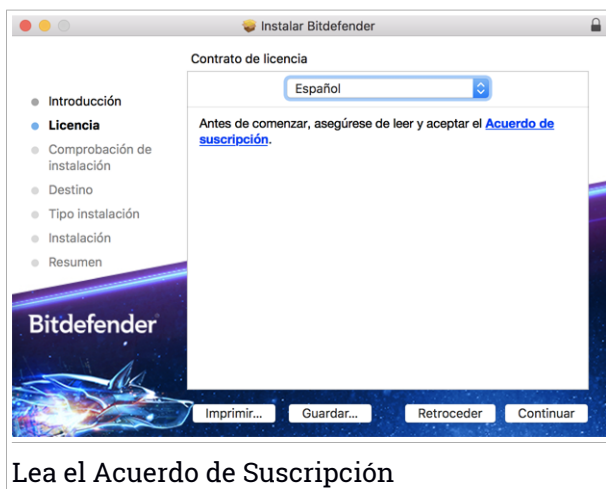 Instalar Bitdefender
Contrato de licencia
Español
Introducción
Licencia
Comprobación de
instalación
Destino
Tipo instalación
Instalación
Resumen
Antes de comenzar, asegúrese de leer y aceptar el Acuerdo de
suscripción.
Bitdefender
Imprimir...
Guardar...
Retroceder
Continuar
Lea el Acuerdo de Suscripción